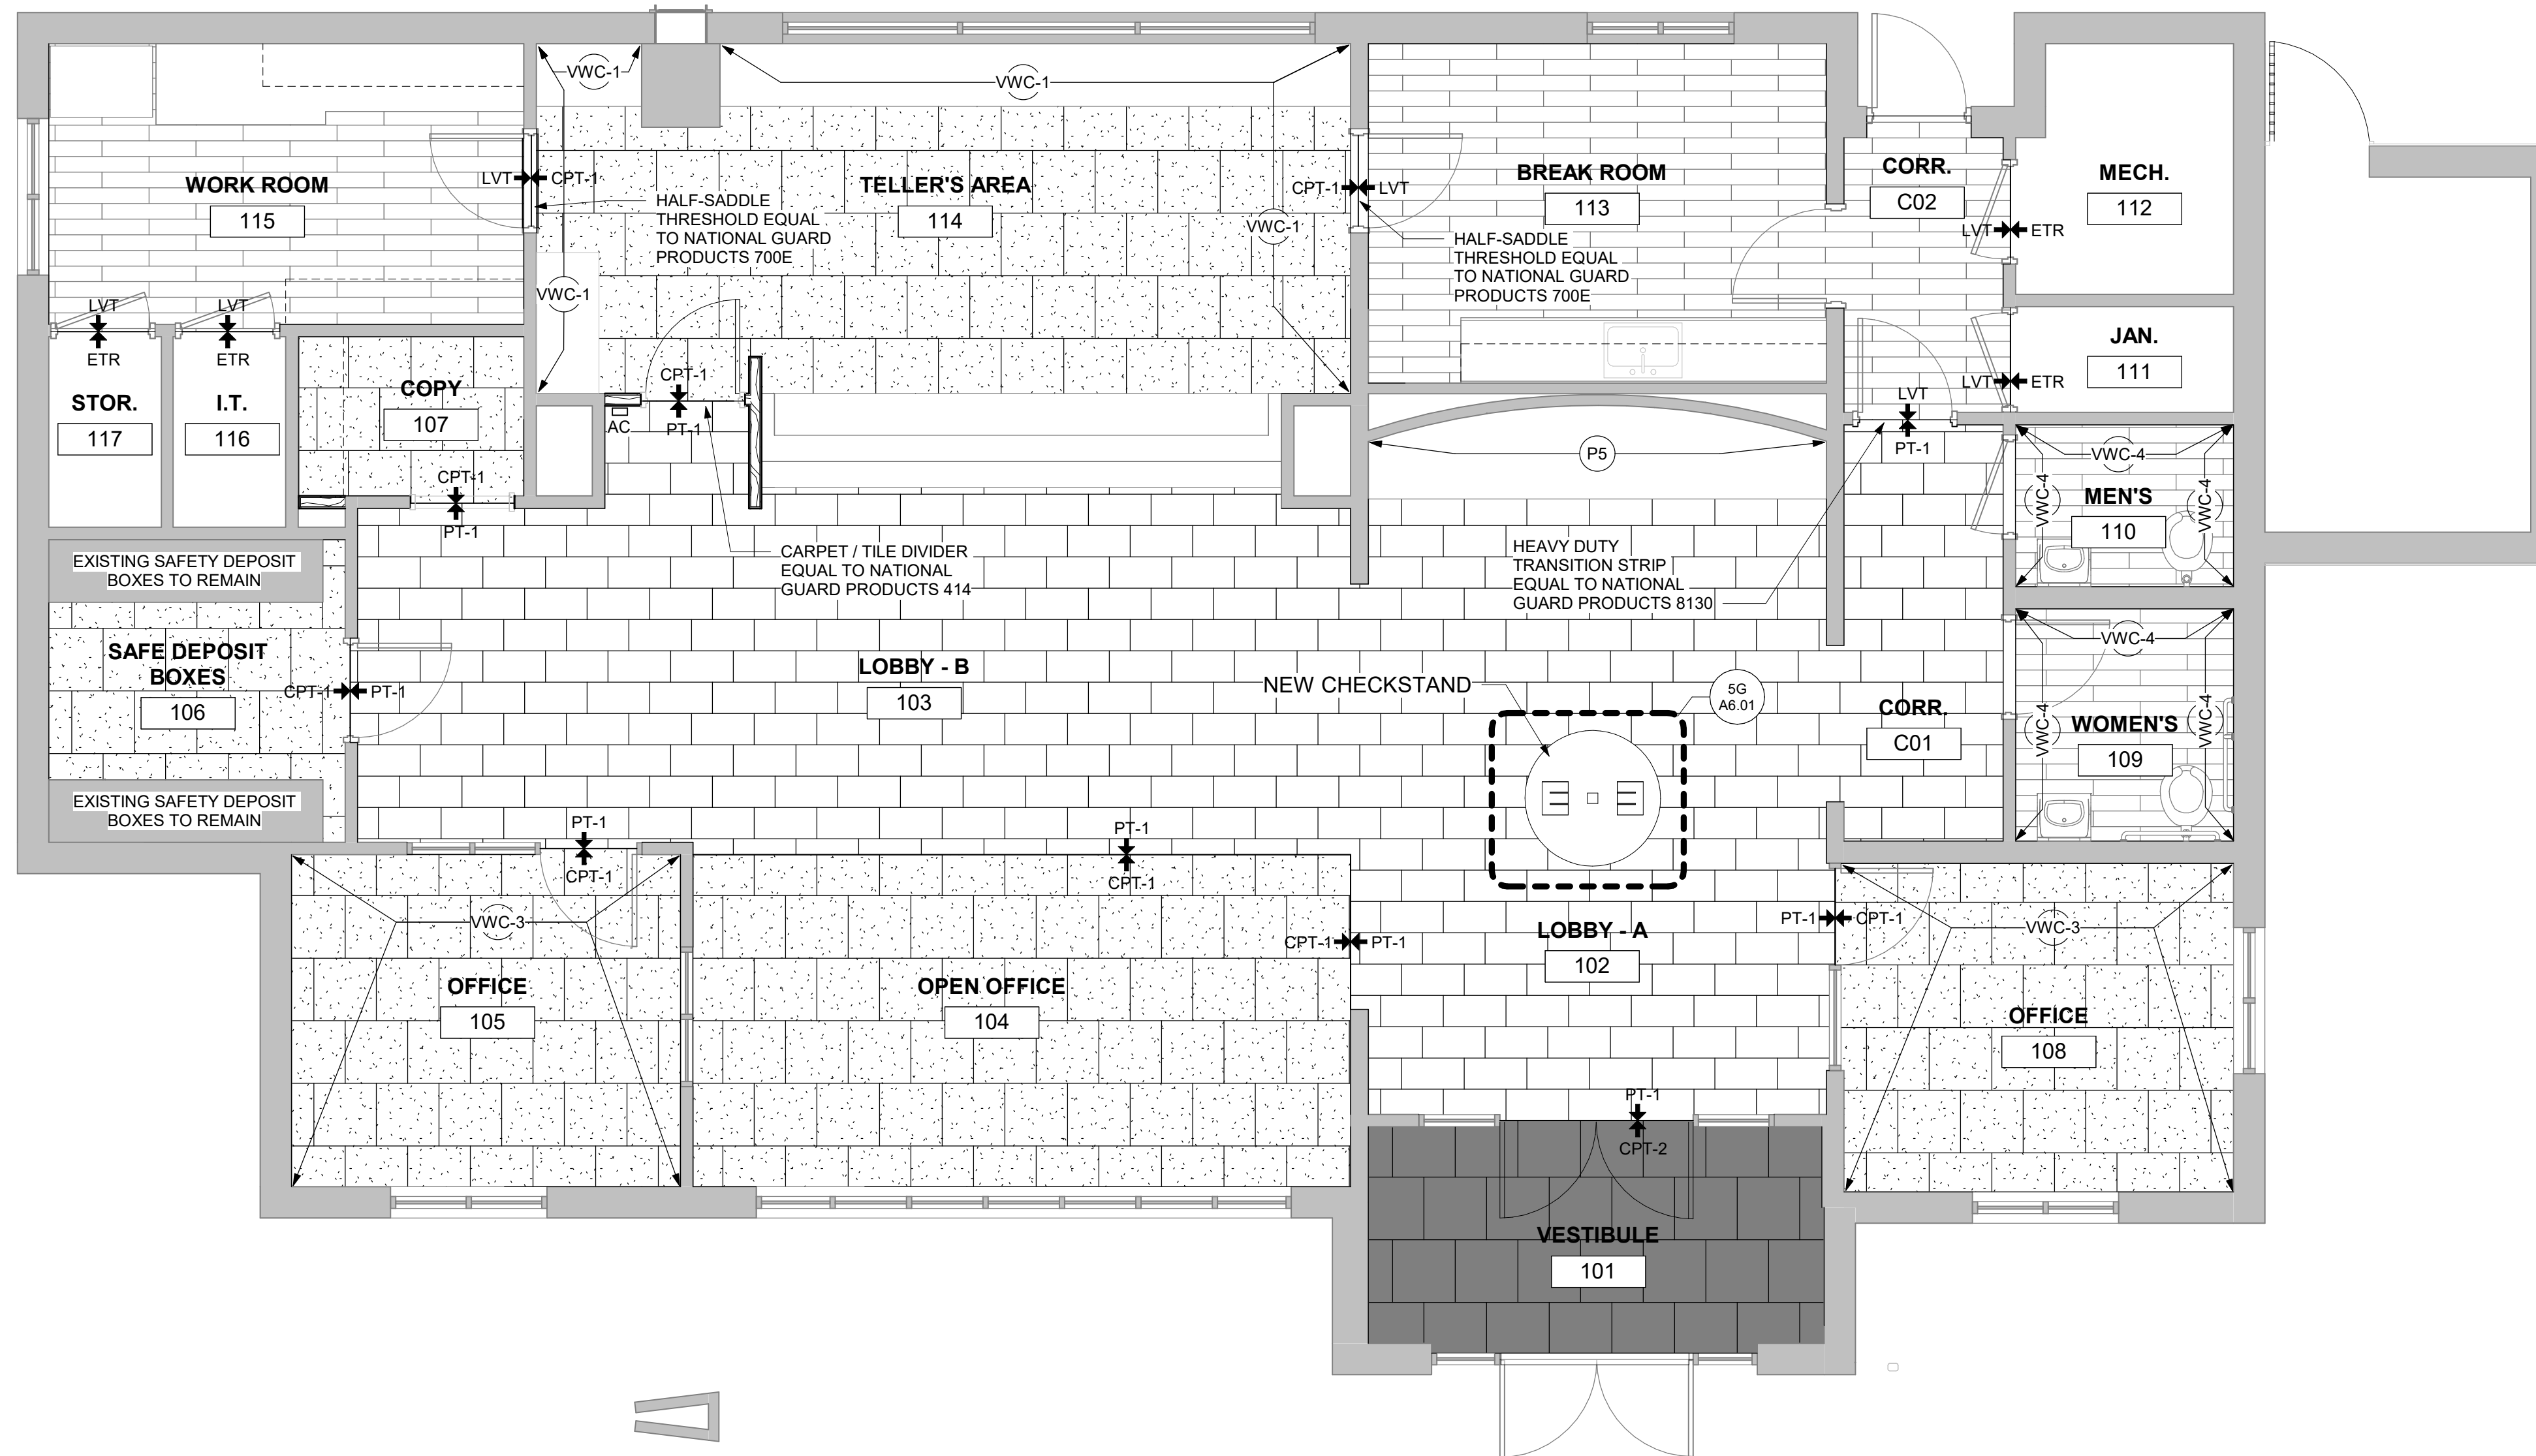 VWC-1
VWC-1
WORK ROOM
115
LVT
CPT-1
HALF-SADDLE
THRESHOLD EQUAL
TO NATIONAL GUARD
PRODUCTS 700E
TELLER'S AREA
114
VWC-1
VWC-1
CPT-1
LVT
BREAK ROOM
113
HALF-SADDLE
THRESHOLD EQUAL
TO NATIONAL GUARD
PRODUCTS 700E
CORR.
C02
LVT
ETR
MECH.
112
LVT
ETR
LVT
ETR
STOR.
117
I.T.
116
COPY
107
CPT-1
PT-1
CPT-1
AC
PT-1
P5
LVT
PT-1
LVT
ETR
JAN.
111
VWC-4
VWC-4
VWC-4
MEN'S
110
EXISTING SAFETY DEPOSIT
BOXES TO REMAIN
CARPET / TILE DIVIDER
EQUAL TO NATIONAL
GUARD PRODUCTS 414
HEAVY DUTY
TRANSITION STRIP
EQUAL TO NATIONAL
GUARD PRODUCTS 8130
SAFE DEPOSIT
BOXES
106
CPT-1
PT-1
LOBBY - B
103
NEW CHECKSTAND
5G
A6.01
CORR.
C01
VWC-4
VWC-4
VWC-4
WOMEN'S
109
EXISTING SAFETY DEPOSIT
BOXES TO REMAIN
PT-1
CPT-1
PT-1
CPT-1
VWC-3
OFFICE
105
OPEN OFFICE
104
CPT-1
PT-1
LOBBY - A
102
PT-1
CPT-1
VWC-3
OFFICE
108
PT-1
CPT-2
VESTIBULE
101